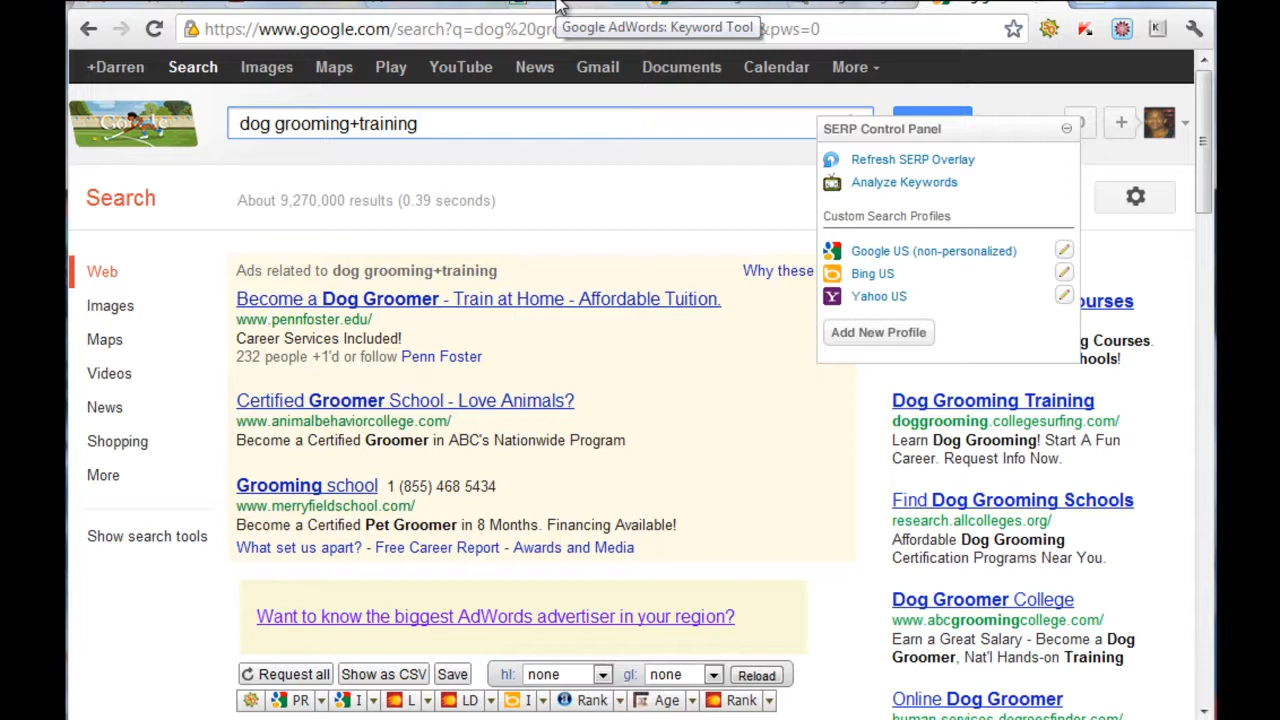 https://www.google.com/search?q=dog%20gro
&pws=0
Google AdWords: Keyword Tool
+Darren Search Images Maps Play YouTube News Gmail Documents Calendar More
Google
dog grooming+training
SERP Control Panel
Refresh SERP Overlay
Analyze Keywords
Custom Search Profiles
Google US (non-personalized)
Bing US
Yahoo US
Add New Profile
Search
About 9,270,000 results (0.39 seconds)
Web
Images
Maps
Videos
News
Shopping
More
Show search tools
Ads related to dog grooming+training
Why these
Become a Dog Groomer - Train at Home - Affordable Tuition.
www.pennfoster.edu/
Career Services Included!
232 people +1'd or follow Penn Foster
Certified Groomer School - Love Animals?
www.animalbehaviorcollege.com/
Become a Certified Groomer in ABC's Nationwide Program
Grooming school 1 (855) 468 5434
www.merryfieldschool.com/
Become a Certified Pet Groomer in 8 Months. Financing Available!
What set us apart? - Free Career Report - Awards and Media
Want to know the biggest AdWords advertiser in your region?
Request all Show as CSV Save hl: none gl: none Reload
PR I L LD I Rank Age Rank
ourses
g Courses.
hools!
Dog Grooming Training
doggrooming.collegesurfing.com/
Learn Dog Grooming! Start A Fun
Career. Request Info Now.
Find Dog Grooming Schools
research.allcolleges.org/
Affordable Dog Grooming
Certification Programs Near You.
Dog Groomer College
www.abcgroomingcollege.com/
Earn a Great Salary - Become a Dog
Groomer, Nat'l Hands-on Training
Online Dog Groomer
human-services.degreesfinder.com/